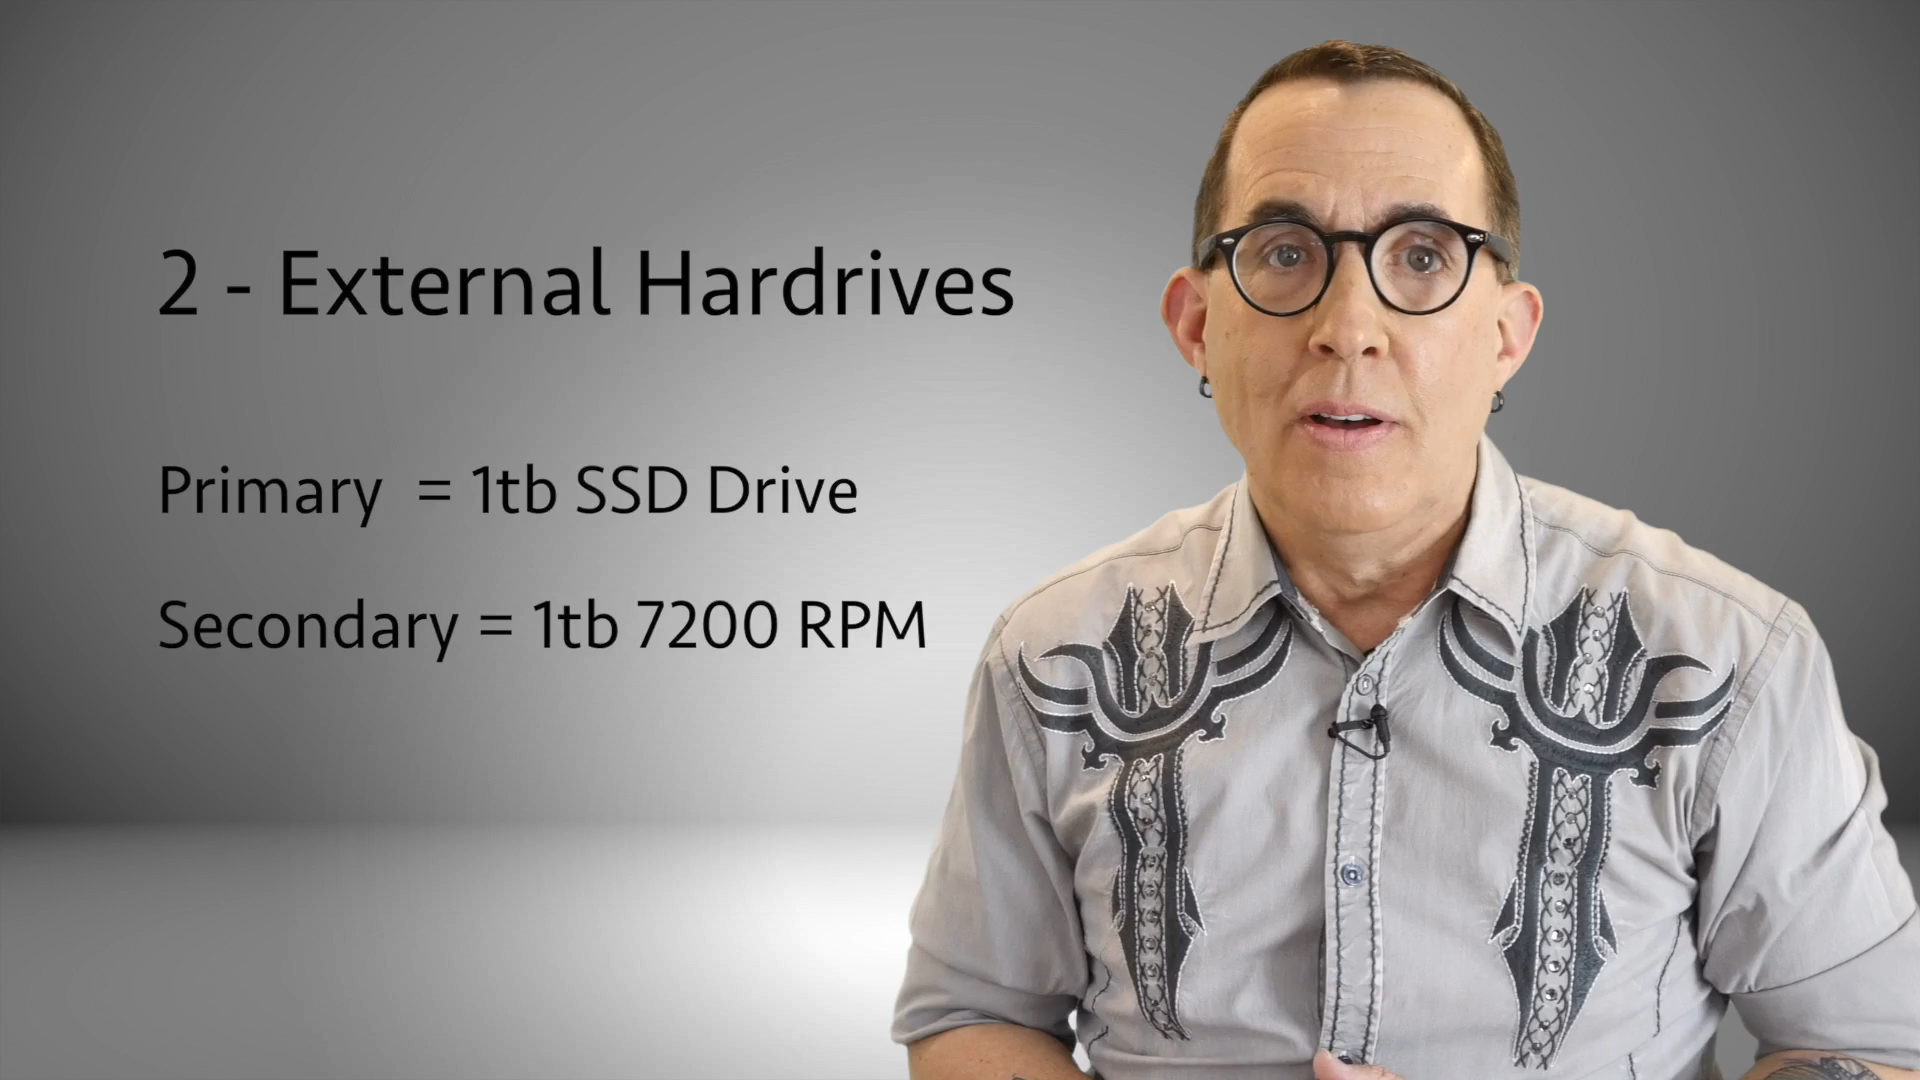 2 - External Hardrives
Primary = 1tb SSD Drive
Secondary = 1tb 7200 RPM